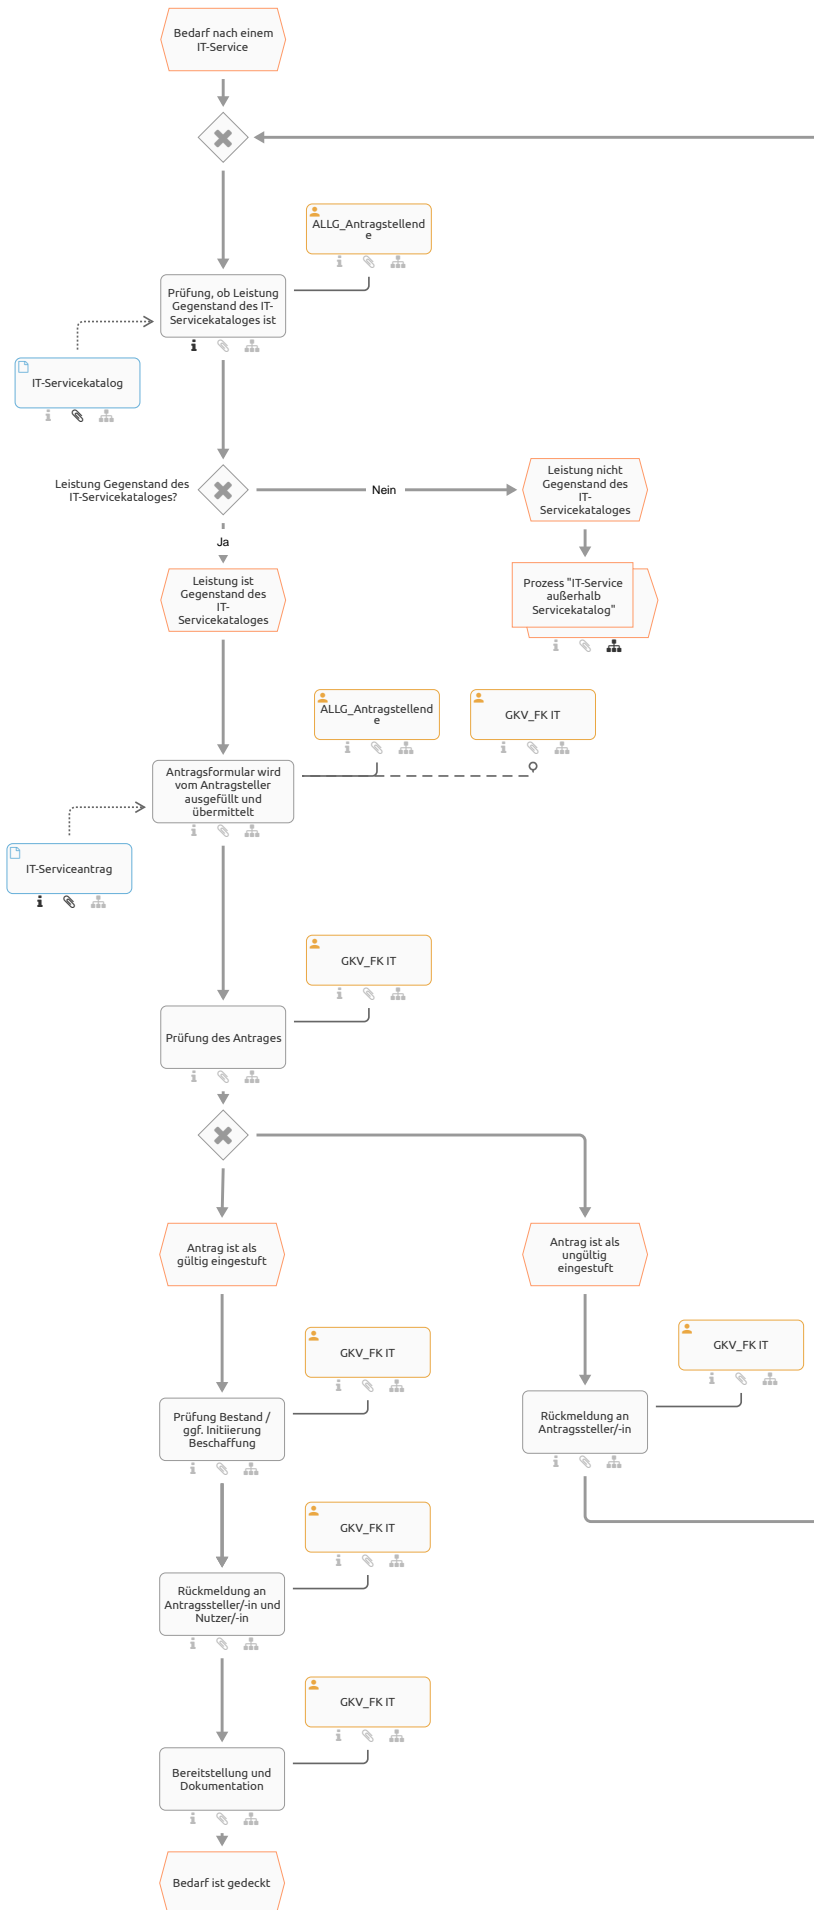 Bedarf nach einem
IT-Service
ALLG_Antragstellend
e
Prüfung, ob Leistung
Gegenstand des IT-
Servicekataloges ist
IT-Servicekatalog
Leistung Gegenstand des
IT-Servicekataloges?
Nein
Leistung nicht
Gegenstand des
IT-
Servicekataloges
Ja
Leistung ist
Gegenstand des
IT-
Servicekataloges
Prozess "IT-Service
außerhalb
Servicekatalog"
ALLG_Antragstellend
e
GKV_FK IT
Antragsformular wird
vom Antragsteller
ausgefüllt und
übermittelt
IT-Serviceantrag
GKV_FK IT
Prüfung des Antrages
Antrag ist als
gültig eingestuft
Antrag ist als
ungültig
eingestuft
GKV_FK IT
GKV_FK IT
Prüfung Bestand /
ggf. Initiierung
Beschaffung
Rückmeldung an
Antragssteller/-in
GKV_FK IT
Rückmeldung an
Antragssteller/-in und
Nutzer/-in
GKV_FK IT
Bereitstellung und
Dokumentation
Bedarf ist gedeckt